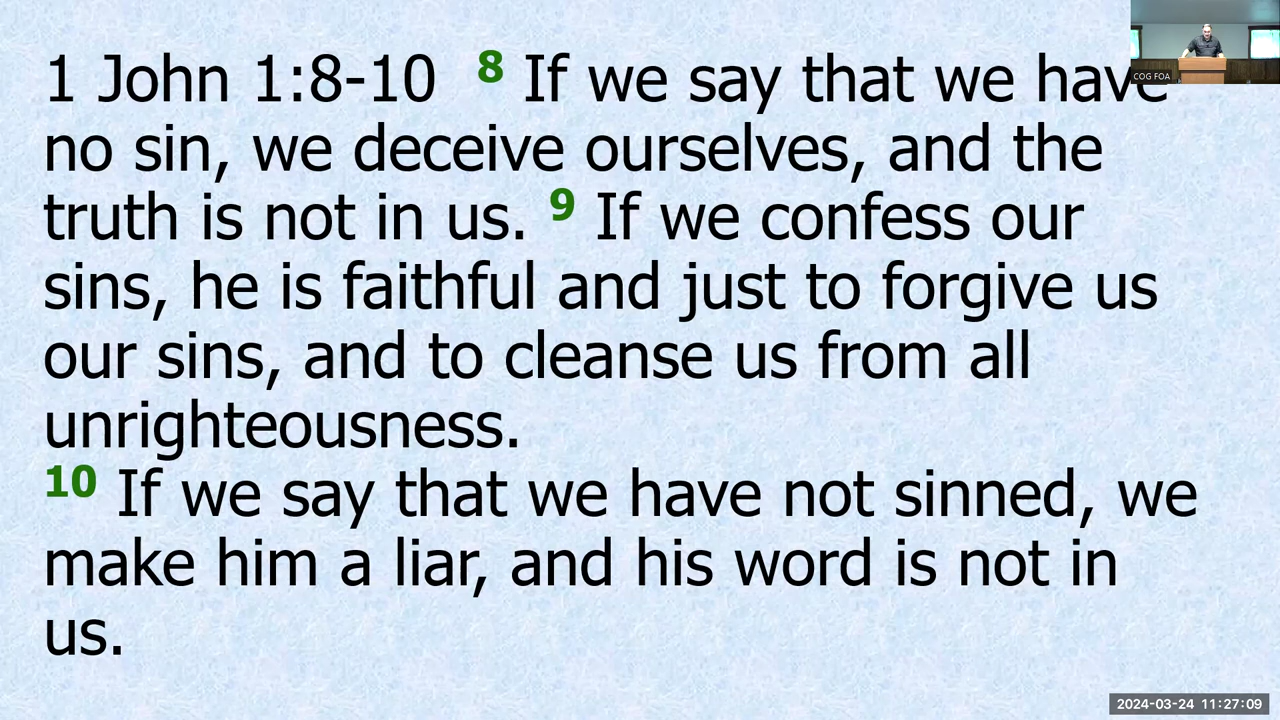 1 John 1:8-10 8 If we say that we have
no sin, we deceive ourselves, and the
truth is not in us. 9 If we confess our
sins, he is faithful and just to forgive us
our sins, and to cleanse us from all
unrighteousness.
10 If we say that we have not sinned, we
make him a liar, and his word is not in
us.
COG FOA
2024-03-24 11:27:09